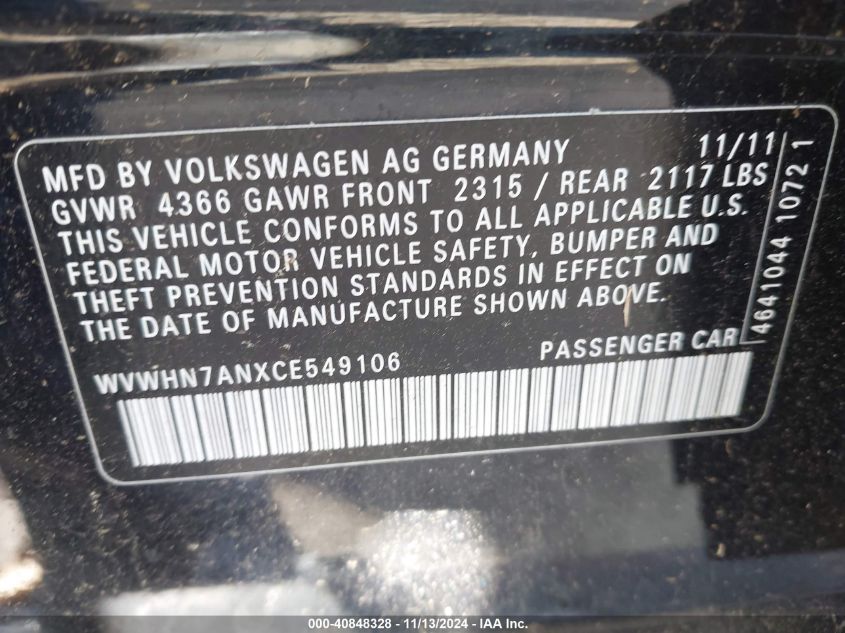 MFD BY VOLKSWAGEN AG GERMANY 11/11
GVWR 4366 GAWR FRONT 2315 / REAR 2117 LBS
THIS VEHICLE CONFORMS TO ALL APPLICABLE U.S.
FEDERAL MOTOR VEHICLE SAFETY, BUMPER AND
THEFT PREVENTION STANDARDS IN EFFECT ON
THE DATE OF MANUFACTURE SHOWN ABOVE.
WVWHN7ANXCE549106 PASSENGER CAR
4641044 1072 1
000-40848328 - 11/13/2024 - IAA Inc.